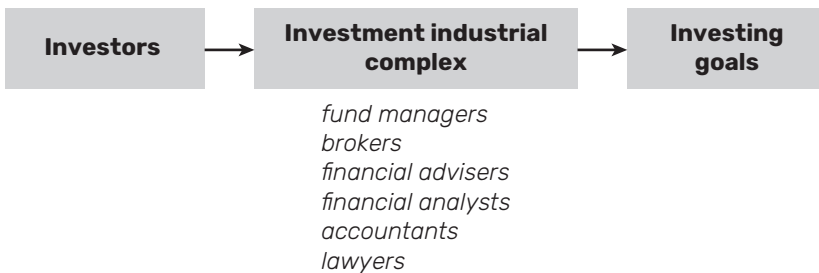 Investors
Investment industrial
complex
Investing
goals
fund managers
brokers
financial advisers
financial analysts
accountants
lawyers